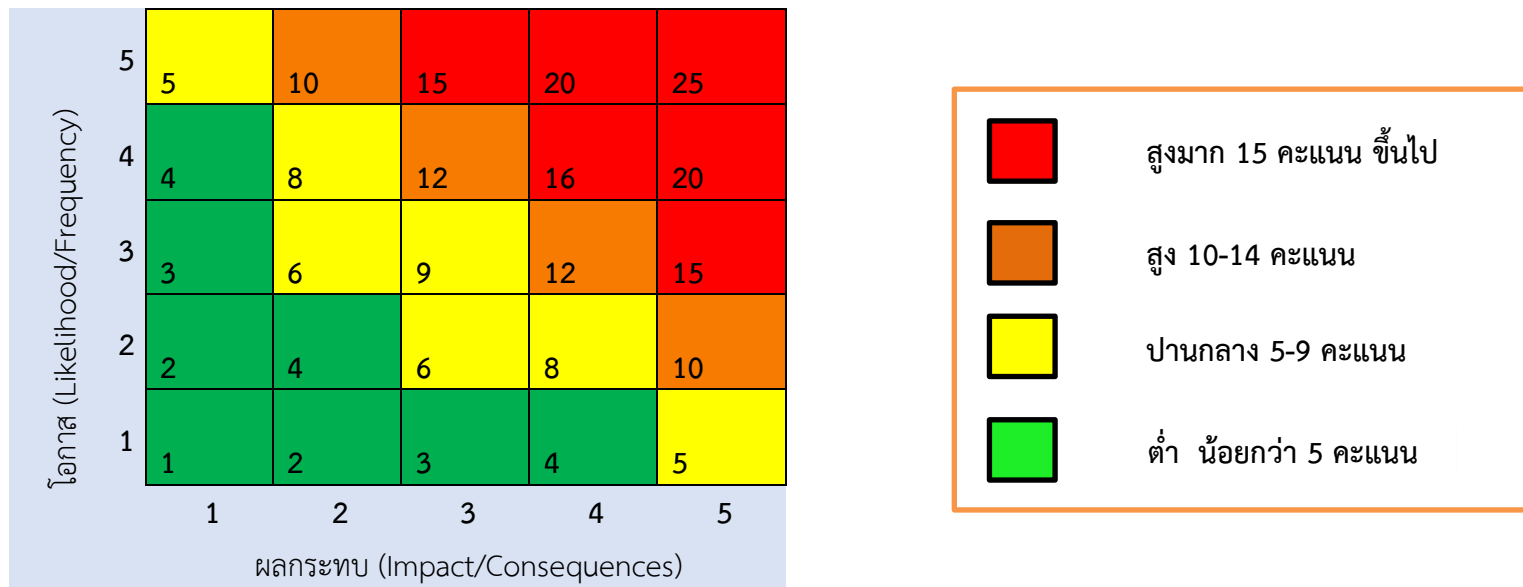 โอกาส (Likelihood/Frequency)
5
5 10 15 20 25
4
4 8 12 16 20
3
3 6 9 12 15
2
2 4 6 8 10
1
1 2 3 4 5
1 2 3 4 5
ผลกระทบ (Impact/Consequences)
สูงมาก 15 คะแนน ขึ้นไป
สูง 10-14 คะแนน
ปานกลาง 5-9 คะแนน
ต่ำ น้อยกว่า 5 คะแนน